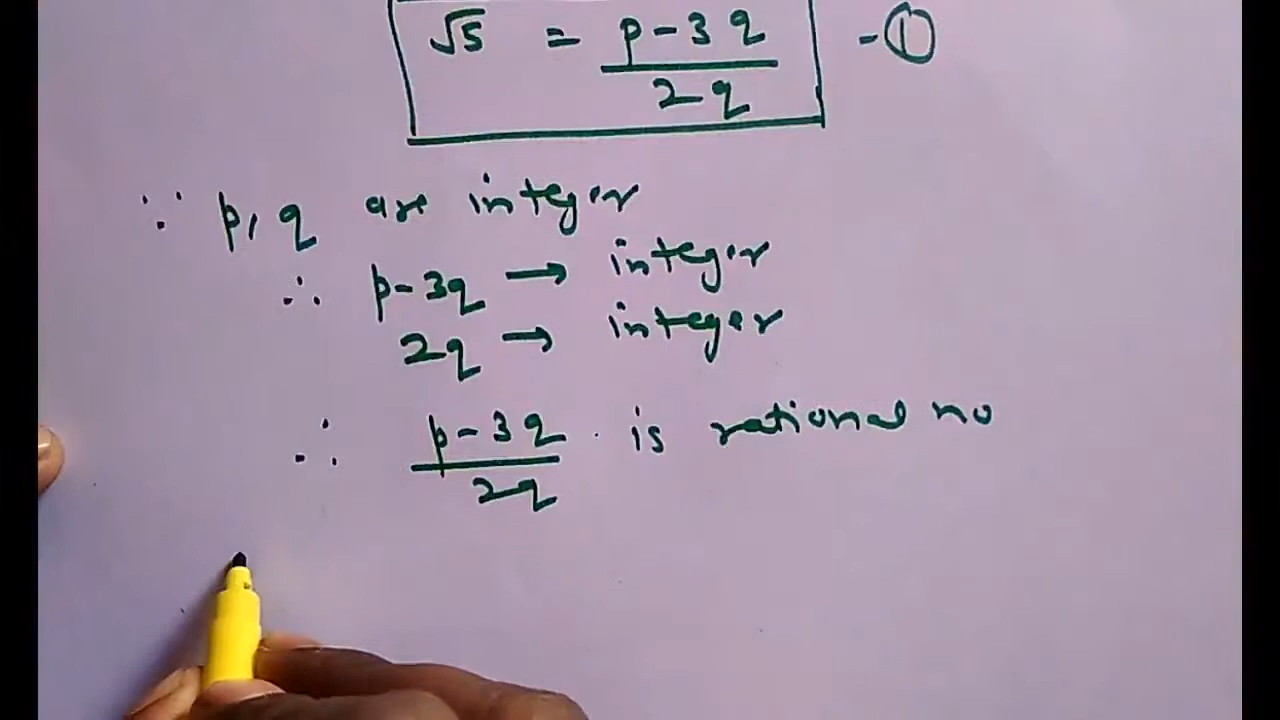 √5 = (p-3q)/(2q) -①
∵ p, q are integer
∴ p-3q → integer
2q → integer
∴ (p-3q)/(2q) is rational no